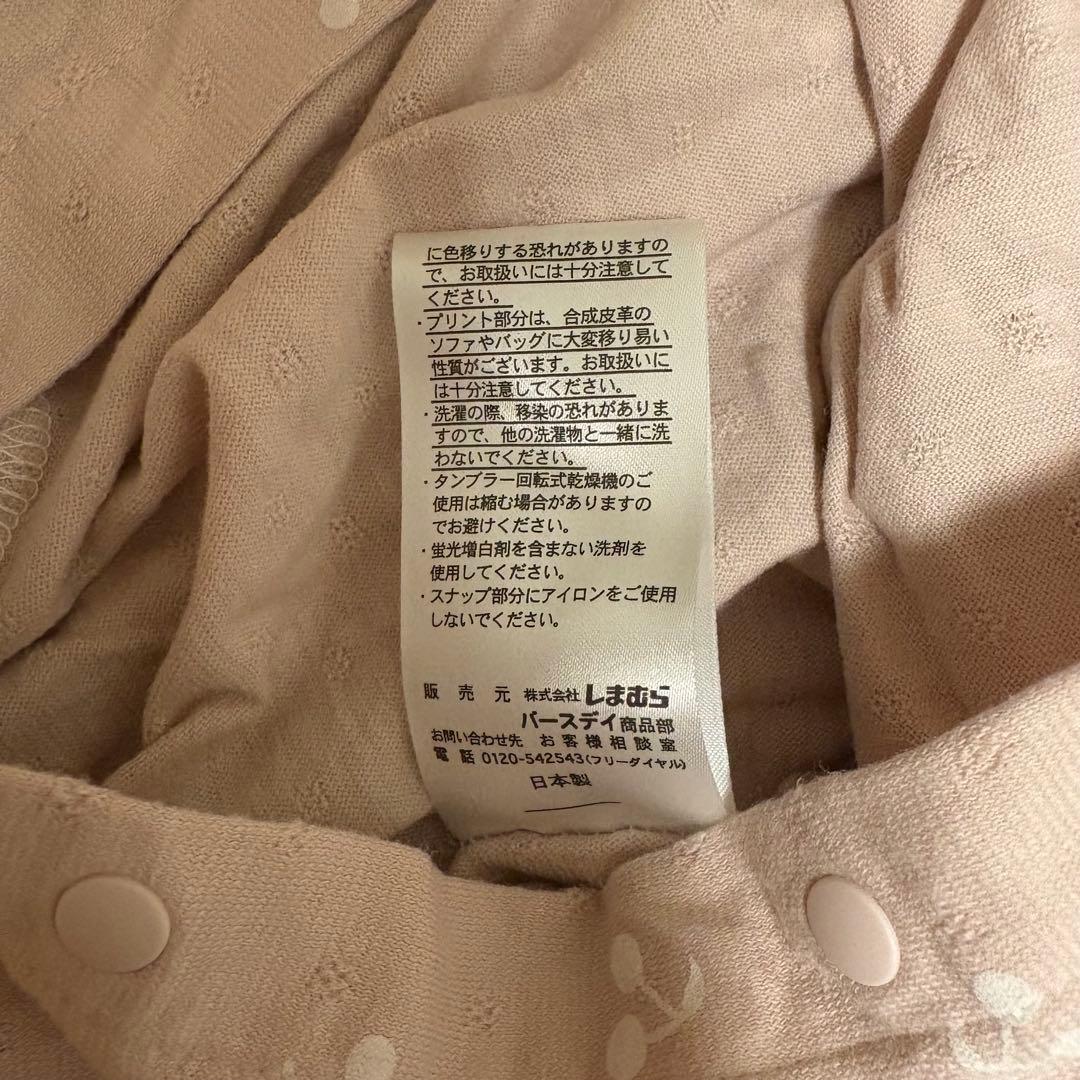 に色移りする恐れがありますの
で、お取扱いには十分注意して
ください。
・プリント部分は、合成皮革の
ソファやバッグに大変移り易い
性質がございます。お取扱いに
は十分注意してください。
・洗濯の際、移染の恐れがありま
すので、他の洗濯物と一緒に洗
わないでください。
・タンブラー回転式乾燥機のご
使用は縮む場合がありますの
でお避けください。
・蛍光増白剤を含まない洗剤を
使用してください。
・スナップ部分にアイロンをご使用
しないでください。
販売元 株式会社 しまむら
バースデイ商品部
お問い合わせ先 お客様相談室
電話 0120-542543(フリーダイヤル)
日本製